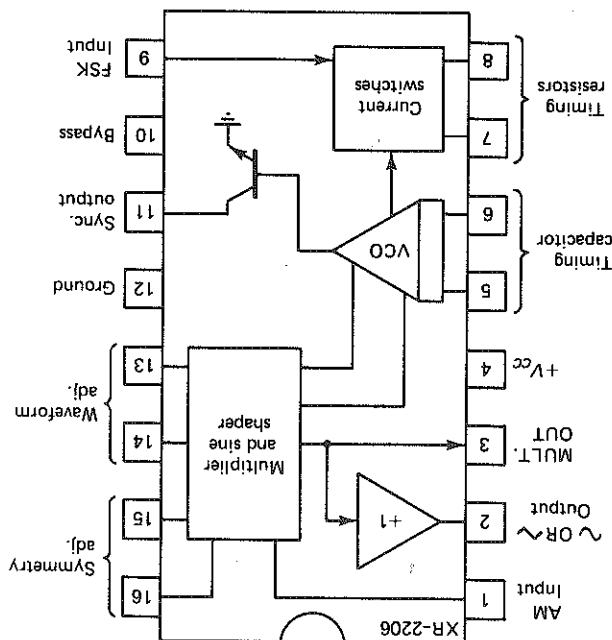 XR-2206
AM
Input
1
16
Symmetry
adj.
15
∿ OR ⌵
Output
2
+1
MULT.
OUT
3
Multiplier
and sine
shaper
14
Waveform
adj.
13
+Vcc
4
12
Ground
Timing
capacitor
5
6
VCO
11
Sync.
output
10
Bypass
Timing
resistors
7
8
Current
switches
9
FSK
Input